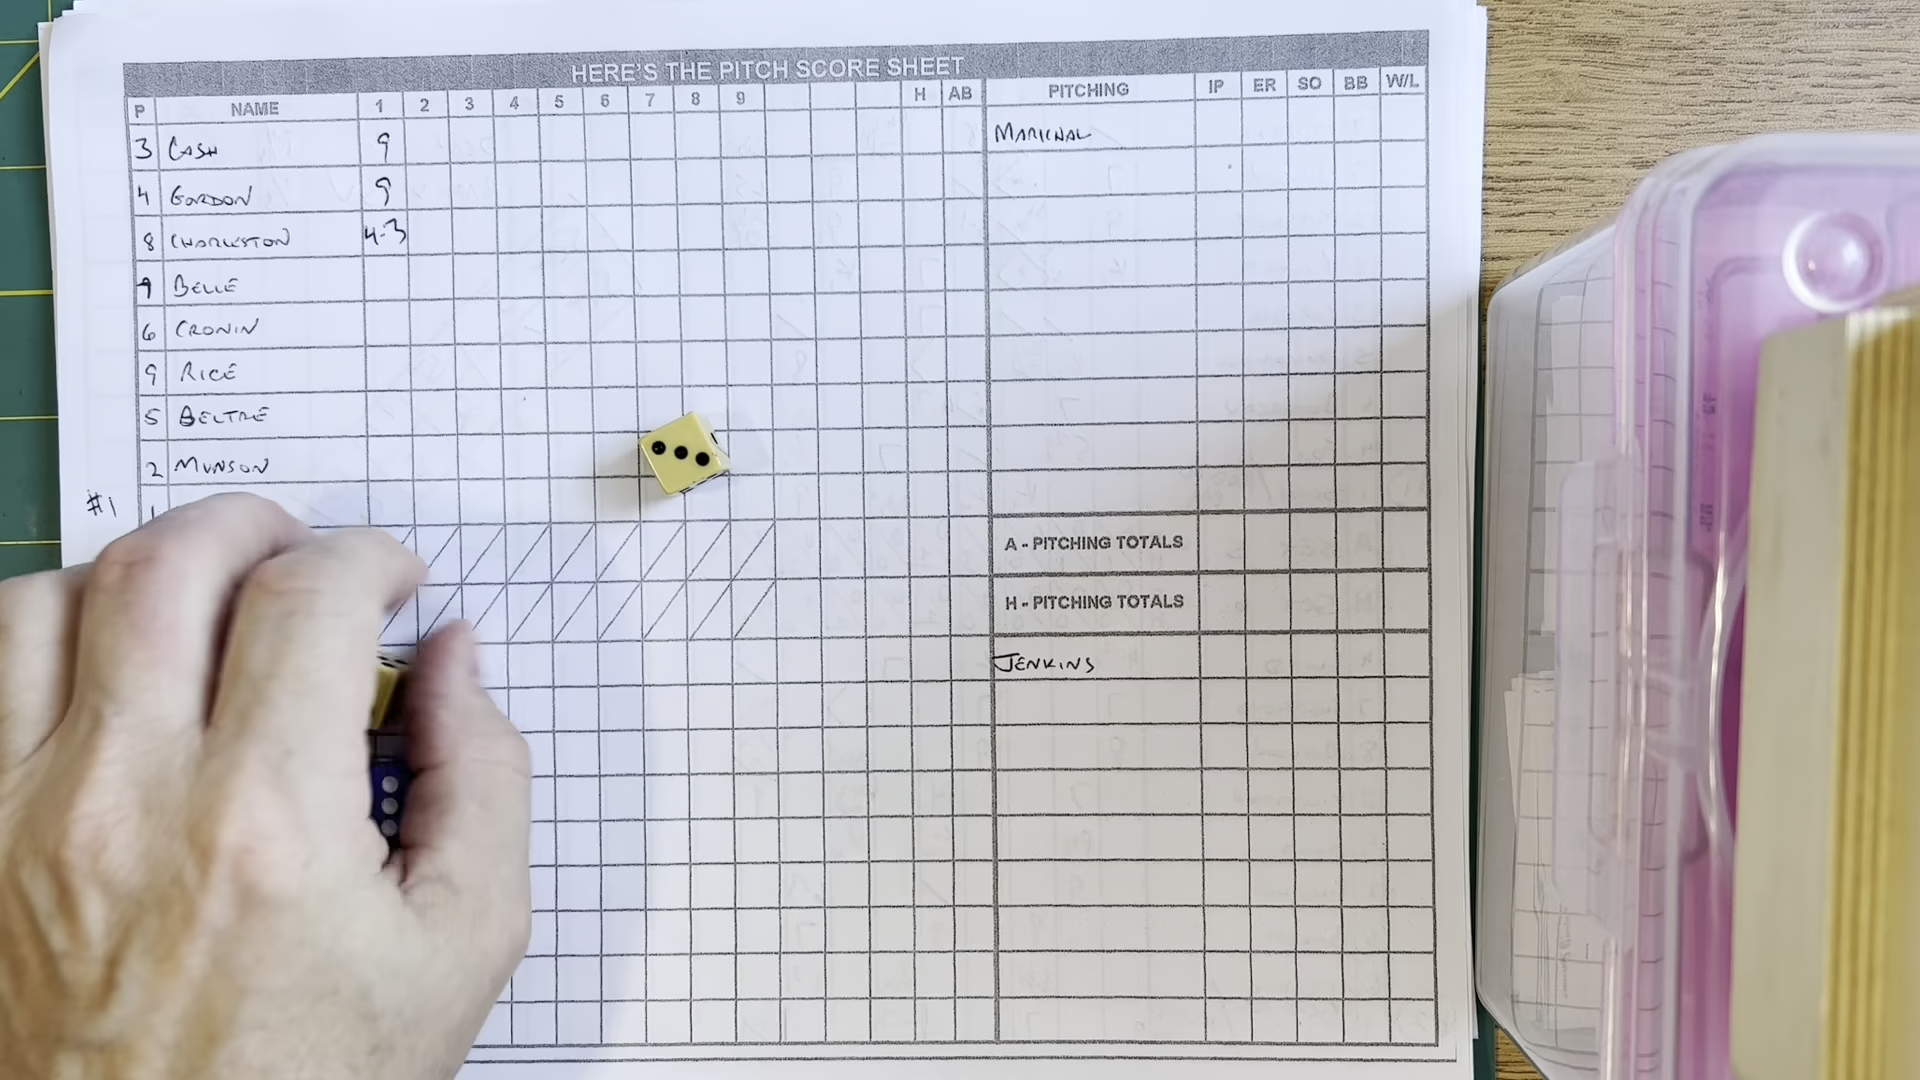 HERE'S THE PITCH SCORE SHEET
P NAME 1 2 3 4 5 6 7 8 9 H AB PITCHING IP ER SO BB W/L
3 CASH 9 MARICHAL
4 GORDON 9
8 CHARLESTON 4-3
9 BELLE
6 CRONIN
9 RICE
5 BELTRE
2 MUNSON
#1 1
A - PITCHING TOTALS
H - PITCHING TOTALS
JENKINS